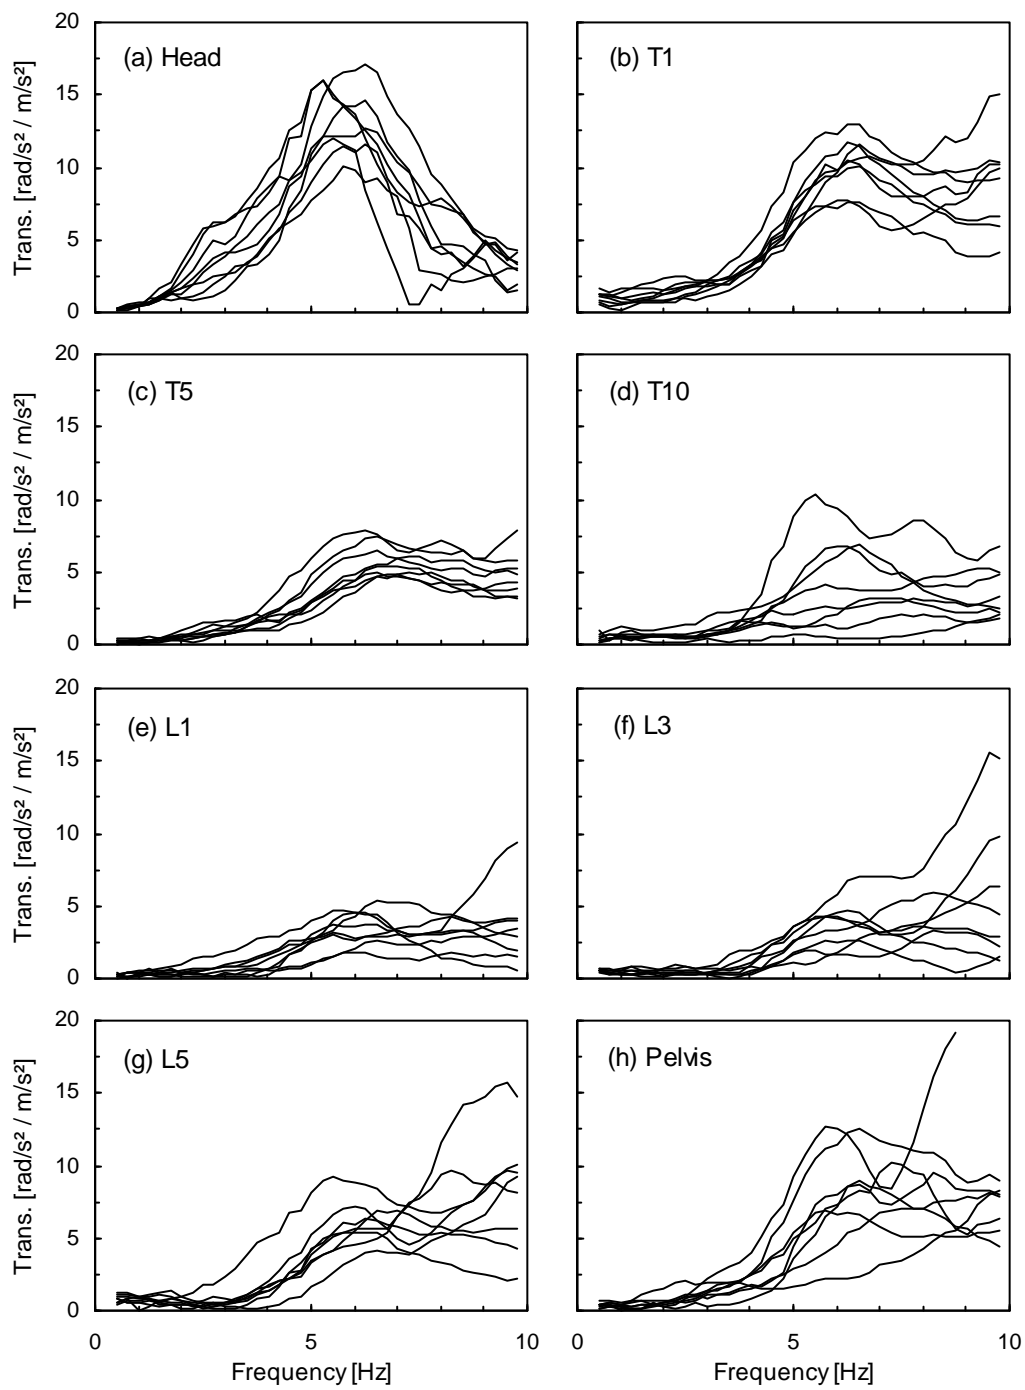 20
15
10
5
0
Trans. [rad/s² / m/s²]
(a) Head
(b) T1
20
15
10
5
0
Trans. [rad/s² / m/s²]
(c) T5
(d) T10
20
15
10
5
0
Trans. [rad/s² / m/s²]
(e) L1
(f) L3
20
15
10
5
0
Trans. [rad/s² / m/s²]
(g) L5
(h) Pelvis
0 5 10 0 5 10
Frequency [Hz] Frequency [Hz]